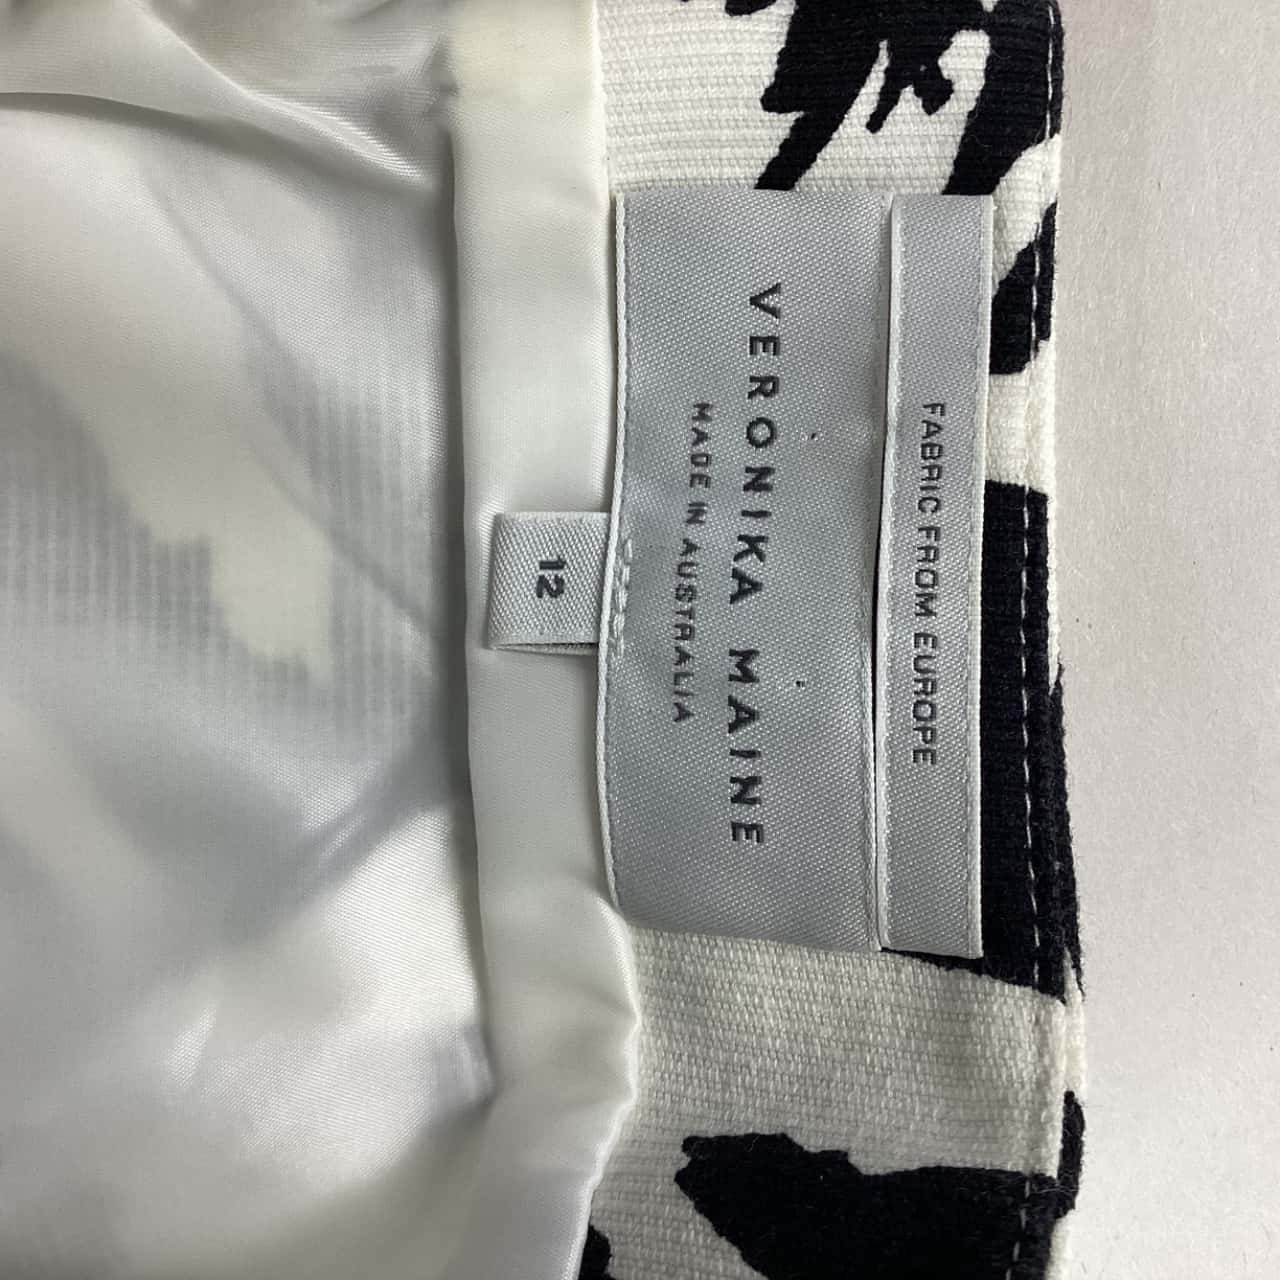 FABRIC FROM EUROPE
VERONIKA MAINE
MADE IN AUSTRALIA
12